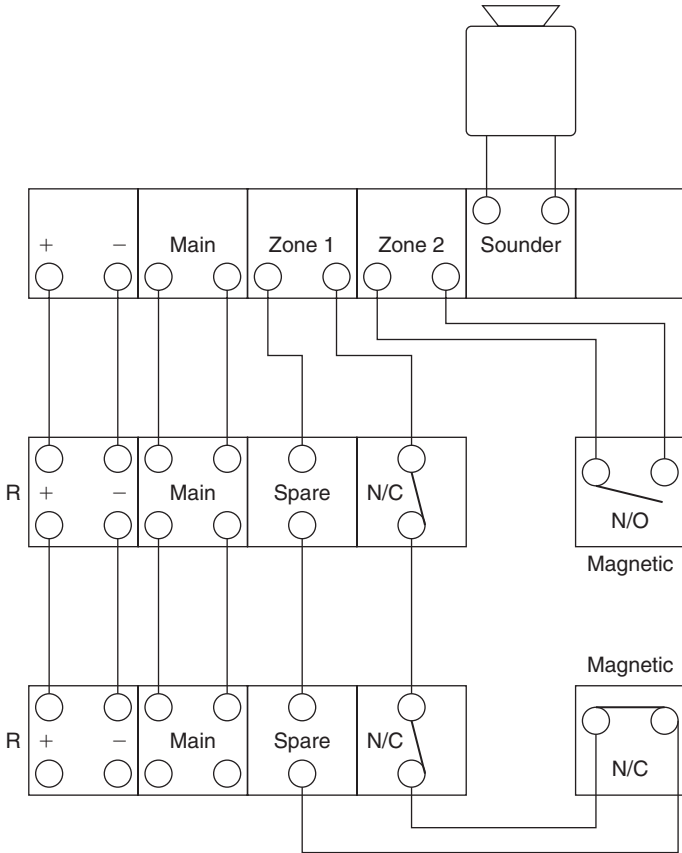 + − Main Zone 1 Zone 2 Sounder
R + − Main Spare N/C N/O
Magnetic
Magnetic
R + − Main Spare N/C N/C